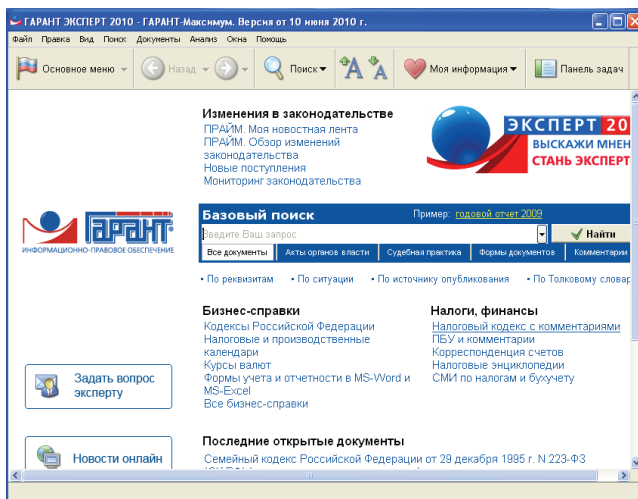 ГАРАНТ ЭКСПЕРТ 2010 - ГАРАНТ-Максимум. Версия от 10 июня 2010 г.
Файл Правка Вид Поиск Документы Анализ Окна Помощь
Основное меню Назад Поиск Моя информация Панель задач
Изменения в законодательстве
ПРАЙМ. Моя новостная лента
ПРАЙМ. Обзор изменений
законодательства
Новые поступления
Мониторинг законодательства
ЭКСПЕРТ 20
ВЫСКАЖИ МНЕН
СТАНЬ ЭКСПЕРТ
ГАРАНТ
ИНФОРМАЦИОННО-ПРАВОВОЕ ОБЕСПЕЧЕНИЕ
Базовый поиск Пример: годовой отчет 2009
Введите Ваш запрос Найти
Все документы Акты органов власти Судебная практика Формы документов Комментарии
• По реквизитам • По ситуации • По источнику опубликования • По Толковому словар
Бизнес-справки
Кодексы Российской Федерации
Налоговые и производственные
календари
Курсы валют
Формы учета и отчетности в MS-Word и
MS-Excel
Все бизнес-справки
Налоги, финансы
Налоговый кодекс с комментариями
ПБУ и комментарии
Корреспонденция счетов
Налоговые энциклопедии
СМИ по налогам и бухучету
Задать вопрос
эксперту
Новости онлайн
Последние открытые документы
Семейный кодекс Российской Федерации от 29 декабря 1995 г. N 223-ФЗ